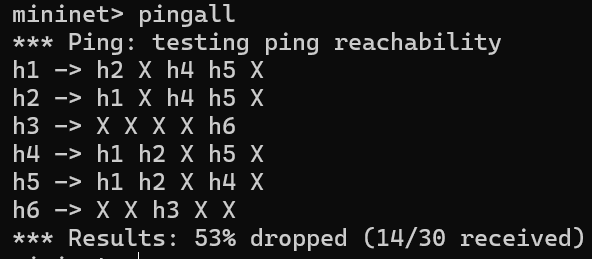 mininet> pingall
*** Ping: testing ping reachability
h1 -> h2 X h4 h5 X
h2 -> h1 X h4 h5 X
h3 -> X X X X h6
h4 -> h1 h2 X h5 X
h5 -> h1 h2 X h4 X
h6 -> X X h3 X X
*** Results: 53% dropped (14/30 received)